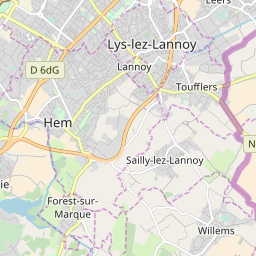 Leers
Lys-lez-Lannoy
Lannoy
D 6dG
Toufflers
Hem
N
Sailly-lez-Lannoy
ie
Forest-sur-
Marque
Willems